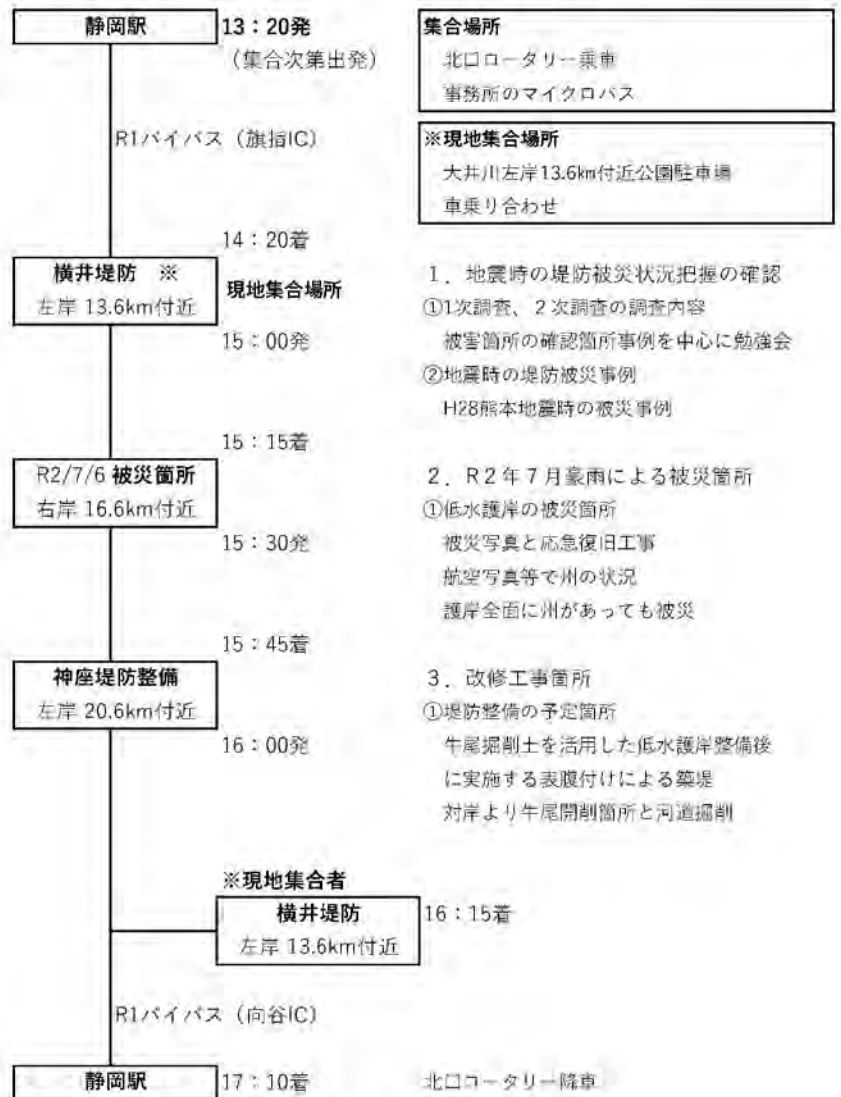 静岡駅 13：20発
（集合次第出発）
集合場所
北口ロータリー乗車
事務所のマイクロバス
R1バイパス（旗指IC）
※現地集合場所
大井川左岸13.6km付近公園駐車場
車乗り合わせ
14：20着
横井堤防　※
左岸 13.6km付近
現地集合場所
15：00発
1．地震時の堤防被災状況把握の確認
①1次調査、２次調査の調査内容
被害箇所の確認箇所事例を中心に勉強会
②地震時の堤防被災事例
H28熊本地震時の被災事例
15：15着
R2/7/6 被災箇所
右岸 16.6km付近
15：30発
2．R２年７月豪雨による被災箇所
①低水護岸の被災箇所
被災写真と応急復旧工事
航空写真等で州の状況
護岸全面に州があっても被災
15：45着
神座堤防整備
左岸 20.6km付近
16：00発
3．改修工事箇所
①堤防整備の予定箇所
牛尾掘削土を活用した低水護岸整備後
に実施する表腹付けによる築堤
対岸より牛尾開削箇所と河道掘削
※現地集合者
横井堤防 16：15着
左岸 13.6km付近
R1バイパス（向谷IC）
静岡駅 17：10着 北口ロータリー降車